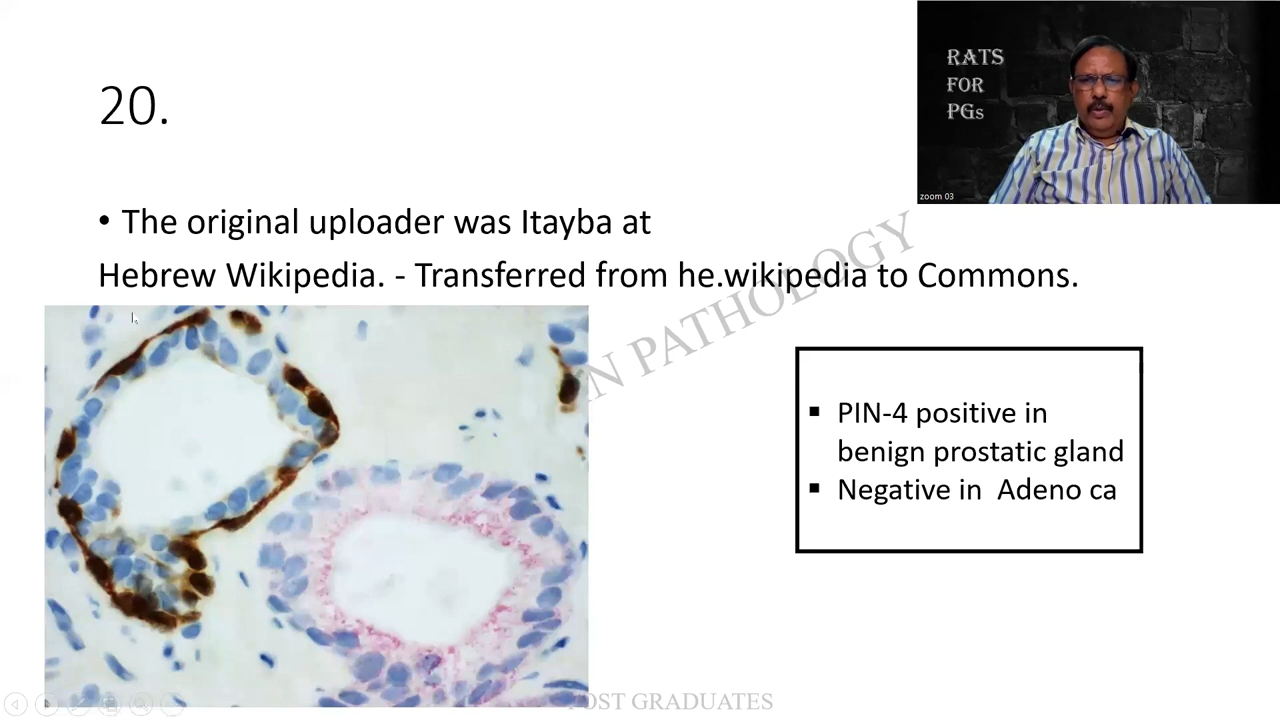 RATS
FOR
PGs
zoom 03
20.
• The original uploader was Itayba at
Hebrew Wikipedia. - Transferred from he.wikipedia to Commons.
N PATHOLOGY
▪ PIN-4 positive in
benign prostatic gland
▪ Negative in Adeno ca
OST GRADUATES